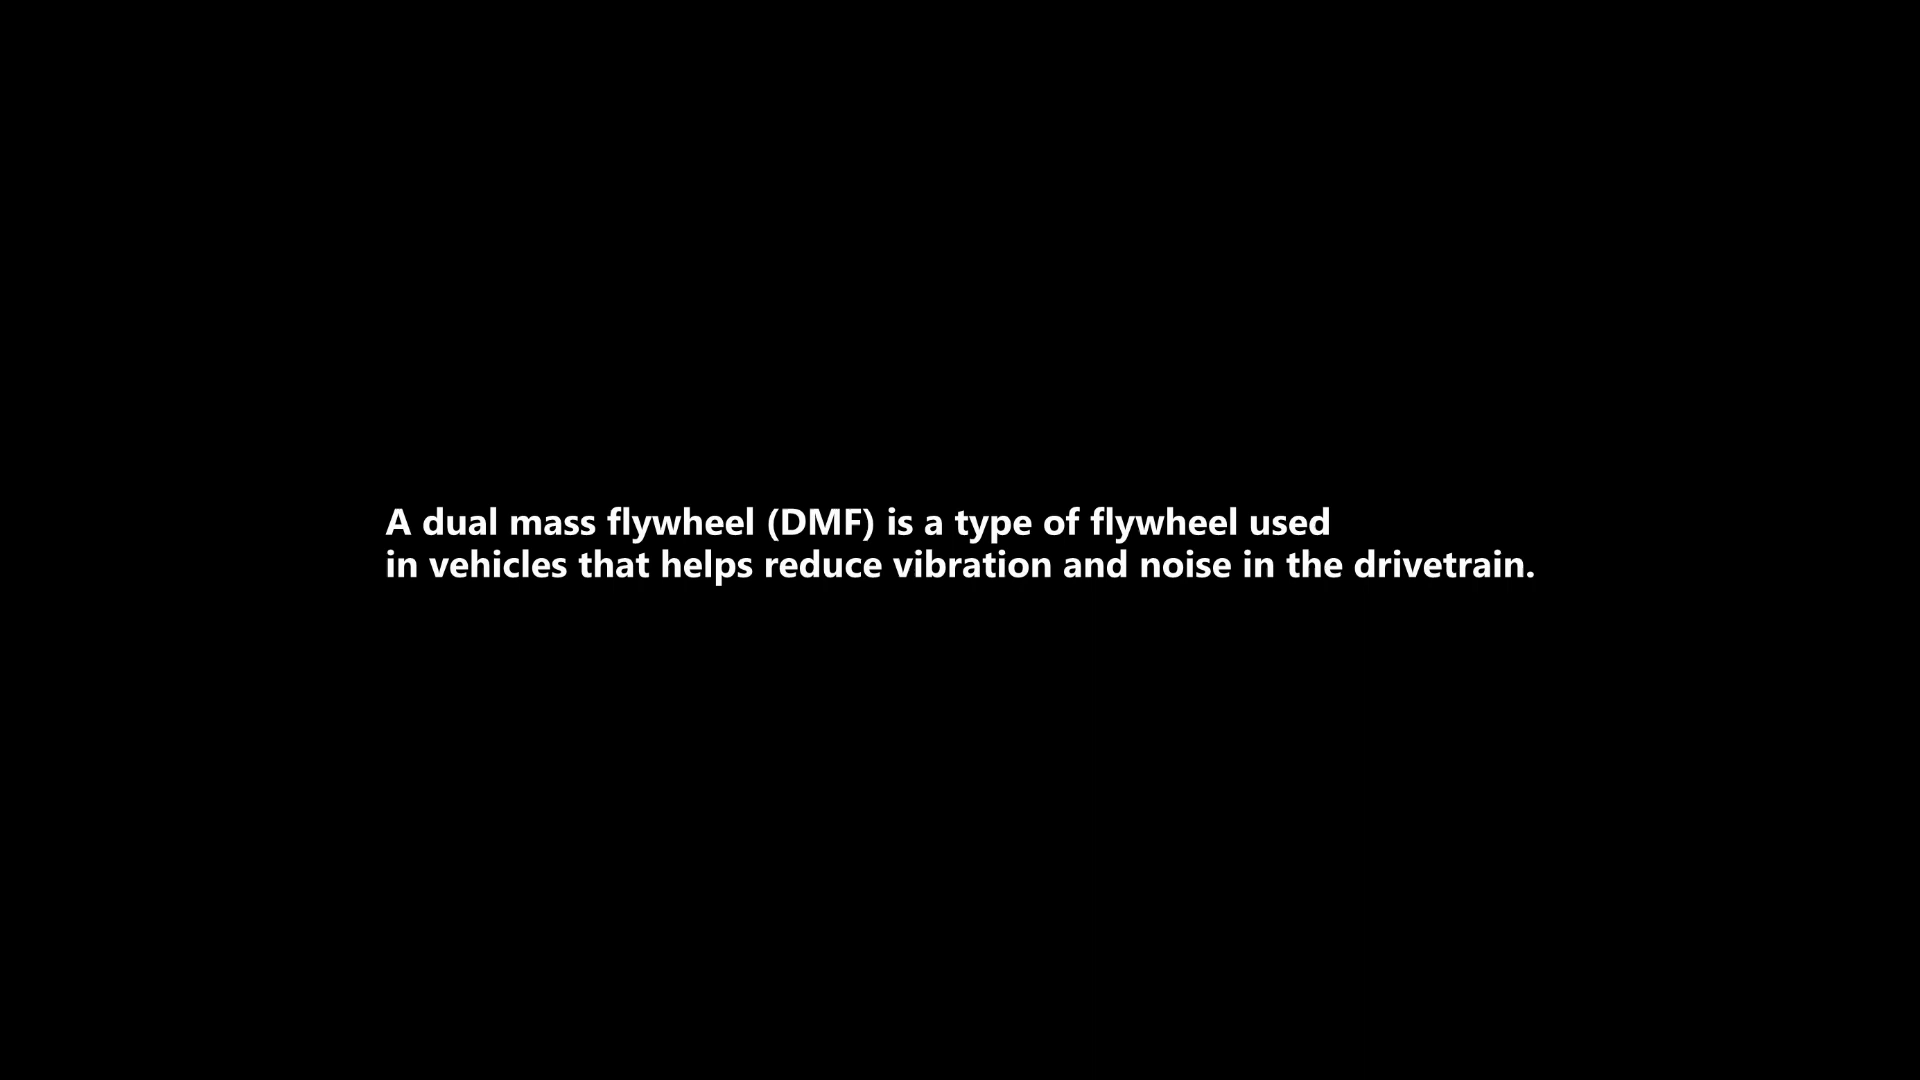 A dual mass flywheel (DMF) is a type of flywheel used
in vehicles that helps reduce vibration and noise in the drivetrain.